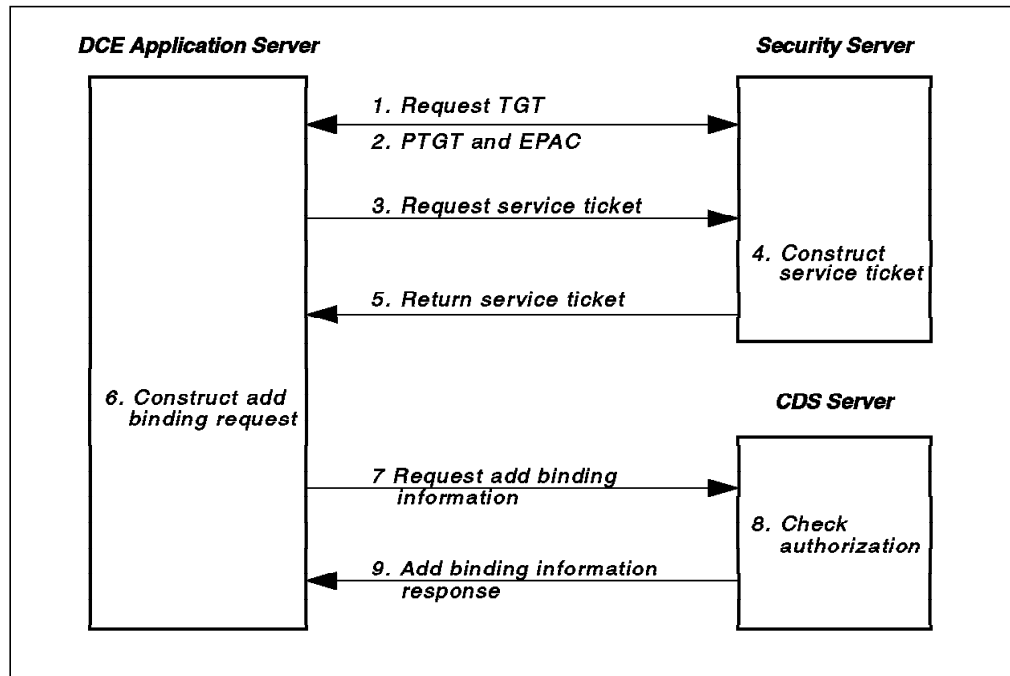 DCE Application Server
Security Server
1. Request TGT
2. PTGT and EPAC
3. Request service ticket
4. Construct
service ticket
5. Return service ticket
6. Construct add
binding request
CDS Server
7 Request add binding
information
8. Check
authorization
9. Add binding information
response